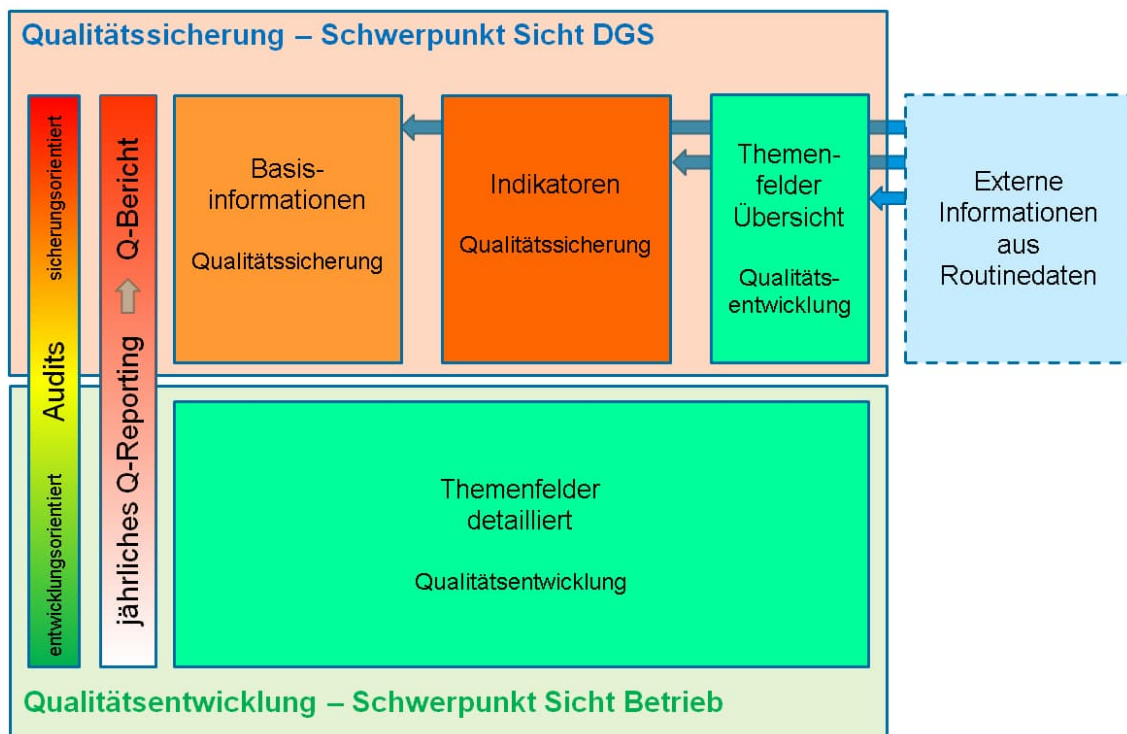 Qualitätssicherung – Schwerpunkt Sicht DGS
sicherungsorientiert
Audits
entwicklungsorientiert
Q-Bericht
jährliches Q-Reporting
Basis-
informationen
Qualitätssicherung
Indikatoren
Qualitätssicherung
Themen-
felder
Übersicht
Qualitäts-
entwicklung
Externe
Informationen
aus
Routinedaten
Themenfelder
detailliert
Qualitätsentwicklung
Qualitätsentwicklung – Schwerpunkt Sicht Betrieb